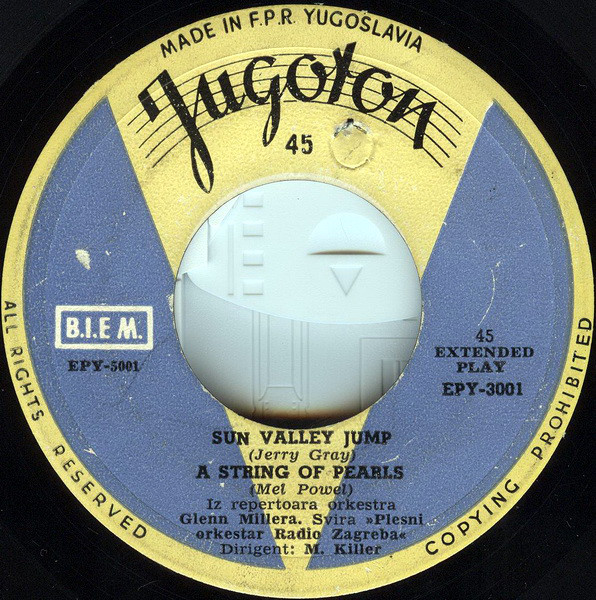 MADE IN F.P.R. YUGOSLAVIA
Jugoton
45
B.I.E M.
EPY-5001
45
EXTENDED
PLAY
EPY-3001
ALL RIGHTS RESERVED
COPYING PROHIBITED
SUN VALLEY JUMP
(Jerry Gray)
A STRING OF PEARLS
(Mel Powel)
Iz repertoara orkestra
Glenn Millera. Svira »Plesni
orkestar Radio Zagreba«
Dirigent: M. Killer